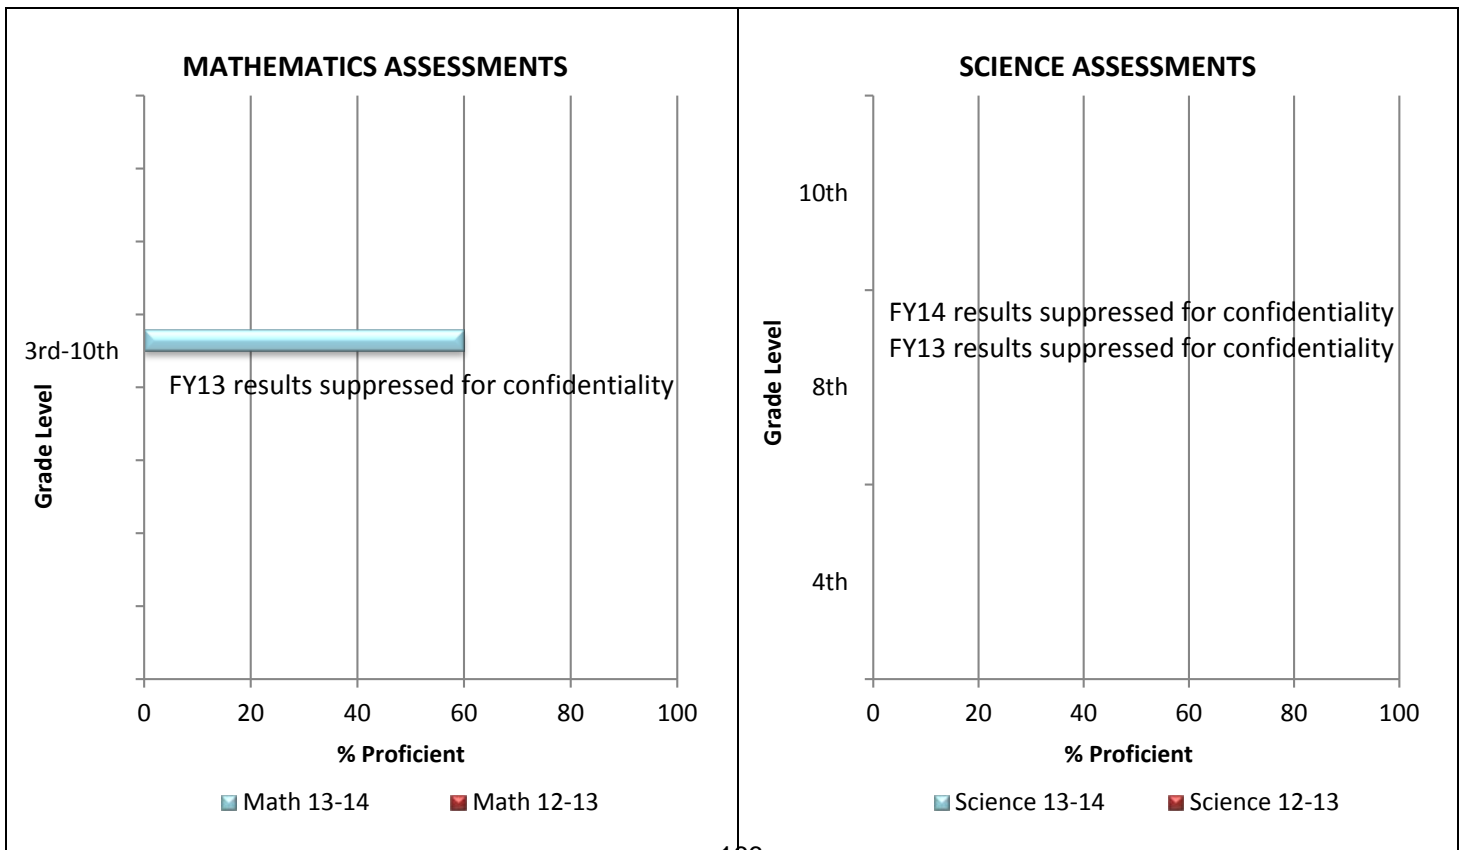 MATHEMATICS ASSESSMENTS
3rd-10th
FY13 results suppressed for confidentiality
Grade Level
0 20 40 60 80 100
% Proficient
Math 13-14 Math 12-13
SCIENCE ASSESSMENTS
10th
FY14 results suppressed for confidentiality
FY13 results suppressed for confidentiality
8th
Grade Level
4th
0 20 40 60 80 100
% Proficient
Science 13-14 Science 12-13